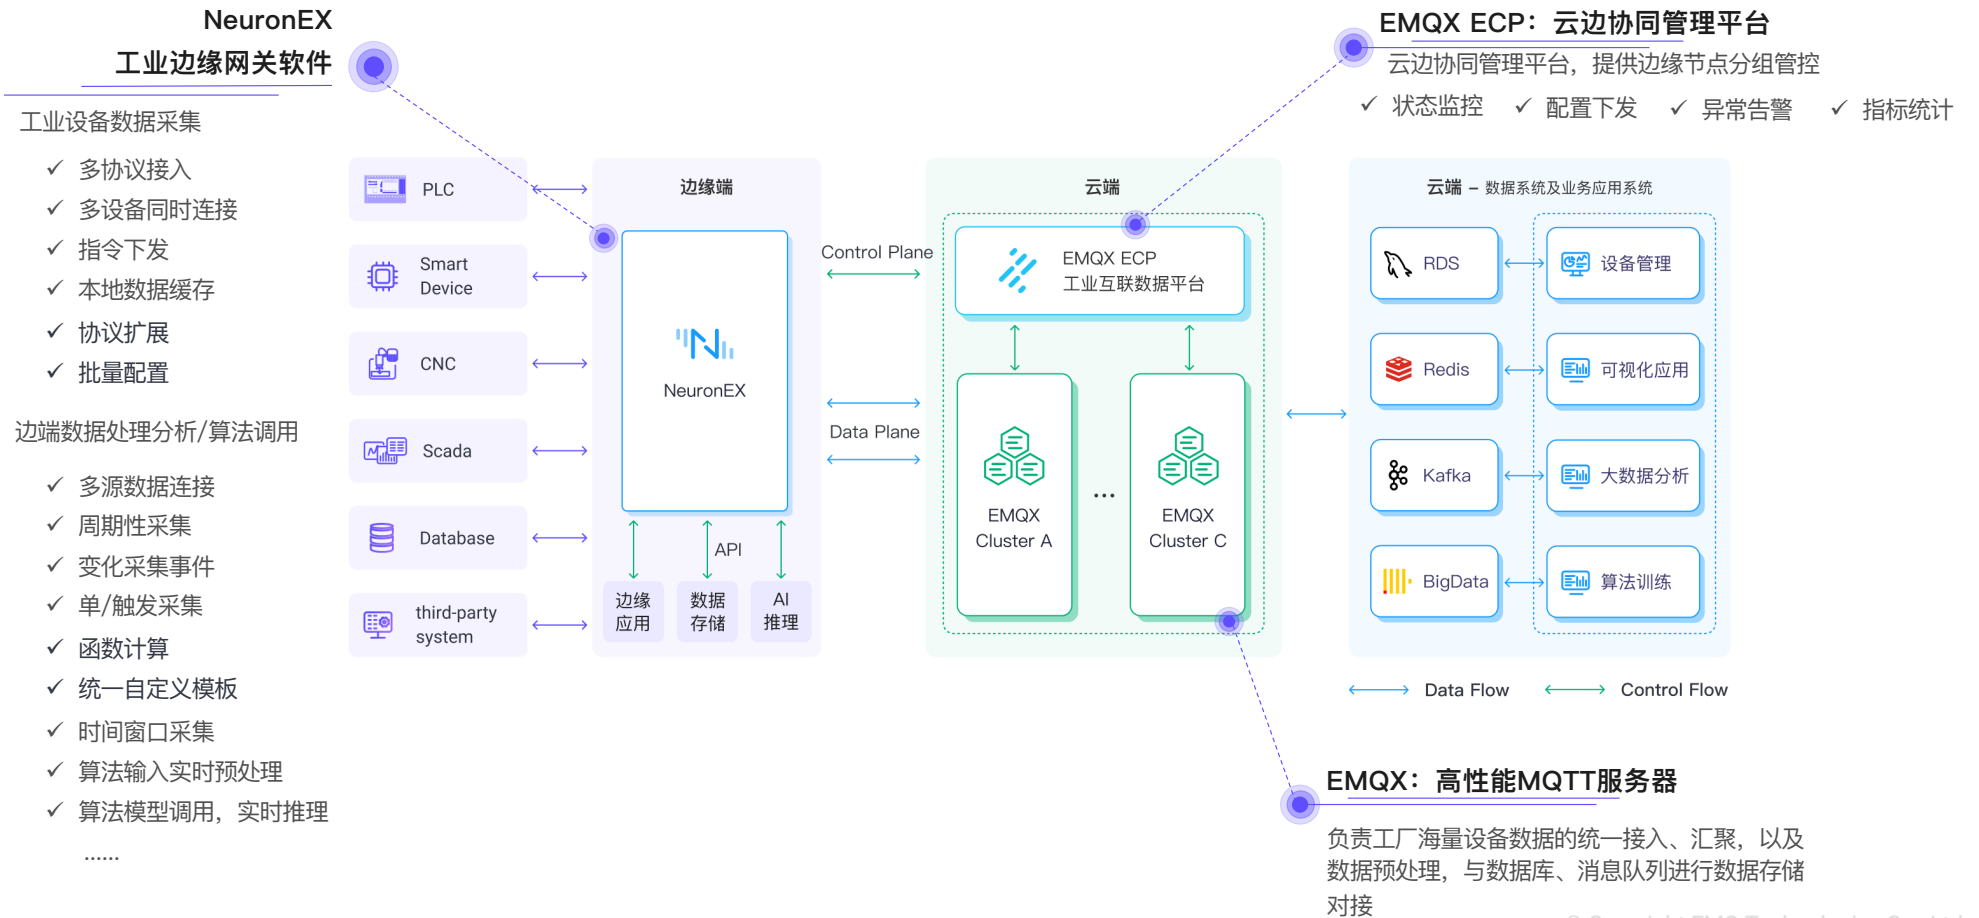 NeuronEX
工业边缘网关软件
工业设备数据采集
✓ 多协议接入
✓ 多设备同时连接
✓ 指令下发
✓ 本地数据缓存
✓ 协议扩展
✓ 批量配置
边端数据处理分析/算法调用
✓ 多源数据连接
✓ 周期性采集
✓ 变化采集事件
✓ 单/触发采集
✓ 函数计算
✓ 统一自定义模板
✓ 时间窗口采集
✓ 算法输入实时预处理
✓ 算法模型调用，实时推理
......
PLC
Smart
Device
CNC
Scada
Database
third-party
system
边缘端
NeuronEX
API
边缘
应用
数据
存储
AI
推理
Control Plane
Data Plane
云端
EMQX ECP
工业互联数据平台
EMQX
Cluster A
...
EMQX
Cluster C
EMQX ECP：云边协同管理平台
云边协同管理平台，提供边缘节点分组管控
✓ 状态监控 ✓ 配置下发 ✓ 异常告警 ✓ 指标统计
云端 – 数据系统及业务应用系统
RDS
设备管理
Redis
可视化应用
Kafka
大数据分析
BigData
算法训练
Data Flow
Control Flow
EMQX：高性能MQTT服务器
负责工厂海量设备数据的统一接入、汇聚，以及
数据预处理，与数据库、消息队列进行数据存储
对接